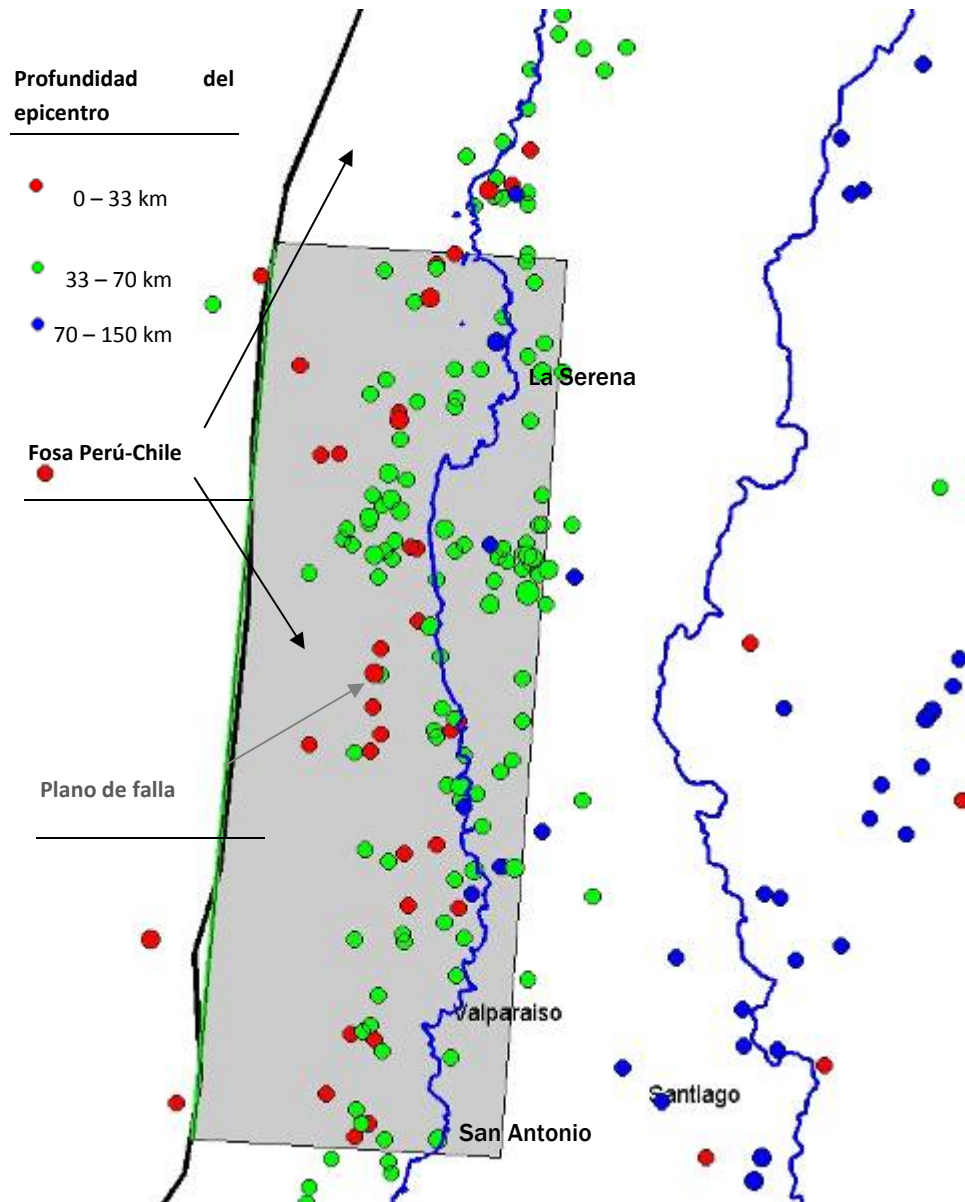 Profundidad del
epicentro
0 – 33 km
33 – 70 km
70 – 150 km
La Serena
Fosa Perú-Chile
Plano de falla
Valparaiso
Santiago
San Antonio